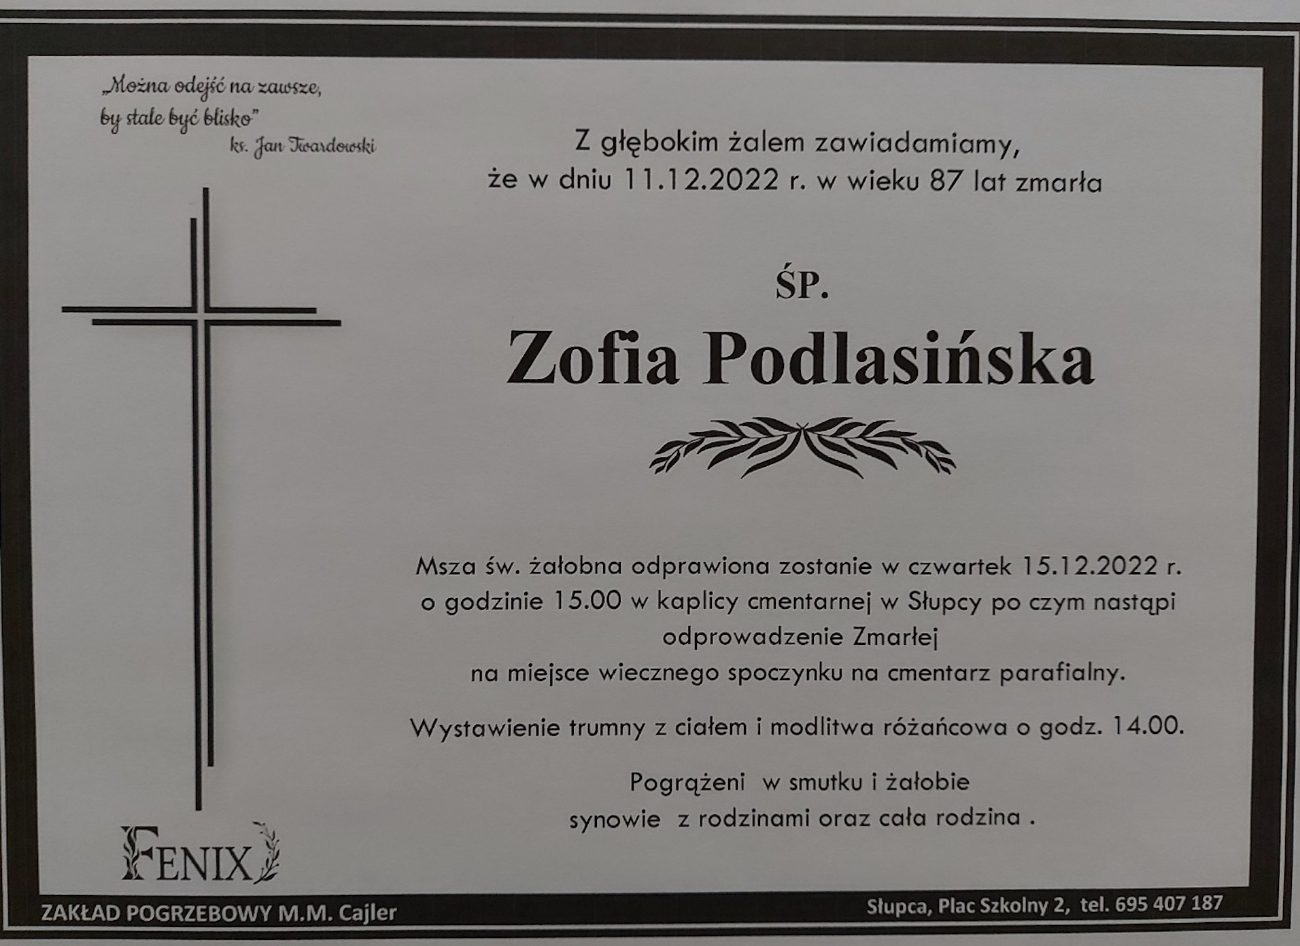 „Można odejść na zawsze,
by stale być blisko”
ks. Jan Twardowski
Z głębokim żalem zawiadamiamy,
że w dniu 11.12.2022 r. w wieku 87 lat zmarła
ŚP.
Zofia Podlasińska
Msza św. żałobna odprawiona zostanie w czwartek 15.12.2022 r.
o godzinie 15.00 w kaplicy cmentarnej w Słupcy po czym nastąpi
odprowadzenie Zmarłej
na miejsce wiecznego spoczynku na cmentarz parafialny.
Wystawienie trumny z ciałem i modlitwa różańcowa o godz. 14.00.
Pogrążeni w smutku i żałobie
synowie z rodzinami oraz cała rodzina .
FENIX
ZAKŁAD POGRZEBOWY M.M. Cajler
Słupca, Plac Szkolny 2, tel. 695 407 187